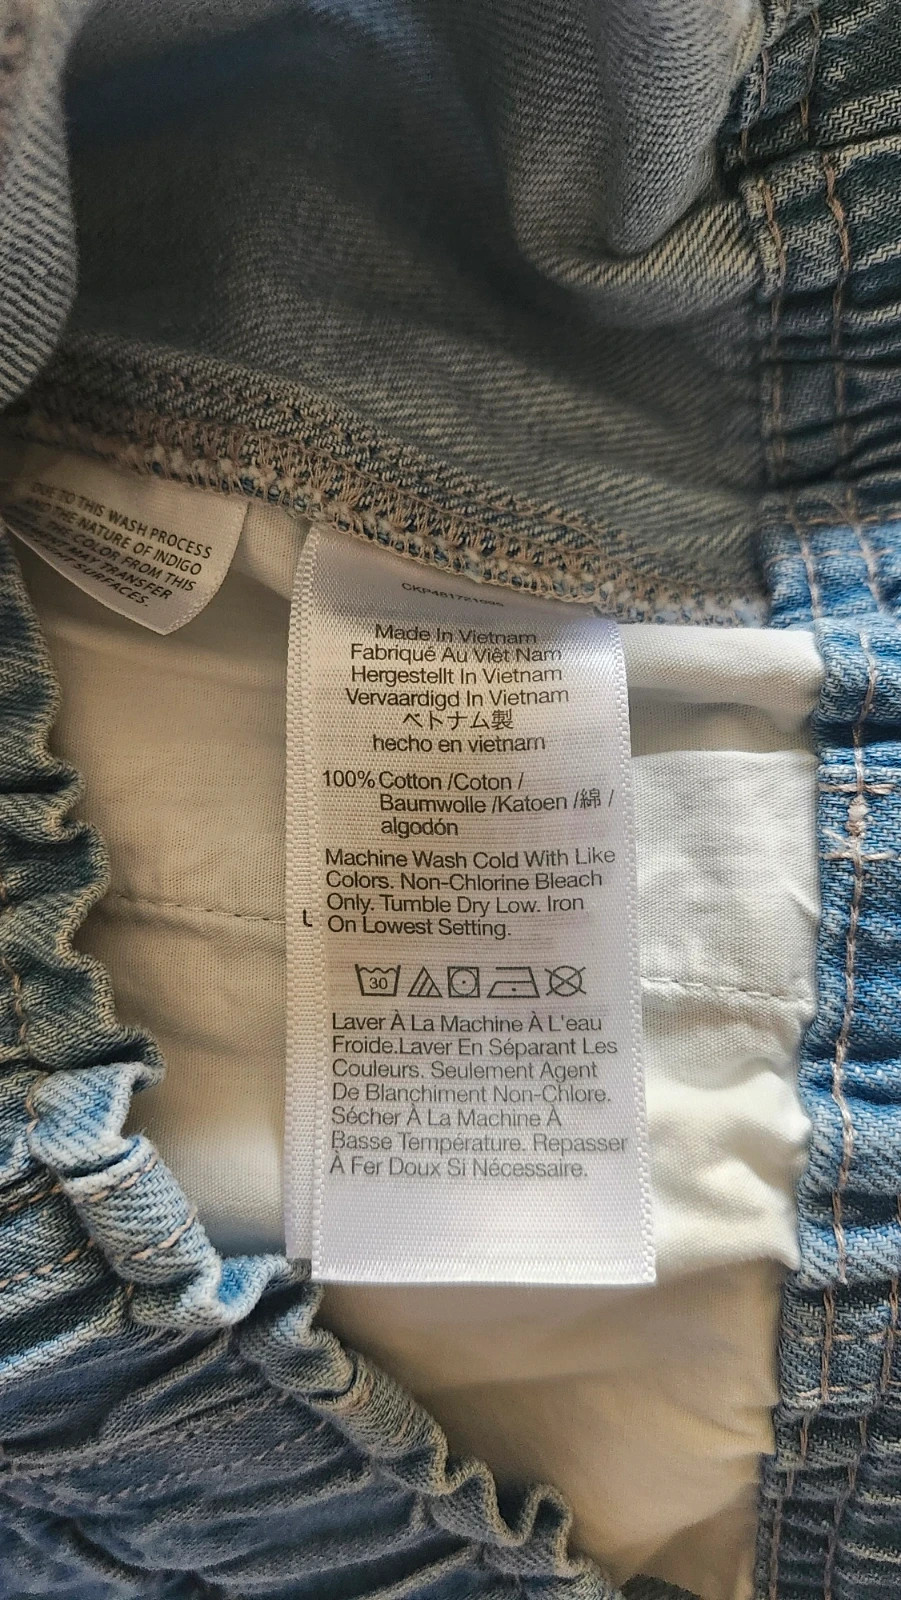 DUE TO THIS WASH PROCESS
AND THE NATURE OF INDIGO
COLOR FROM THIS
MAY TRANSFER
SURFACES.
Made In Vietnam
Fabriqué Au Viêt Nam
Hergestellt In Vietnam
Vervaardigd In Vietnam
ベトナム製
hecho en vietnam
100% Cotton /Coton /
Baumwolle /Katoen /綿 /
algodón
Machine Wash Cold With Like
Colors. Non-Chlorine Bleach
Only. Tumble Dry Low. Iron
On Lowest Setting.
L
30
Laver À La Machine À L'eau
Froide.Laver En Séparant Les
Couleurs. Seulement Agent
De Blanchiment Non-Chlore.
Sécher À La Machine À
Basse Température. Repasser
À Fer Doux Si Nécessaire.